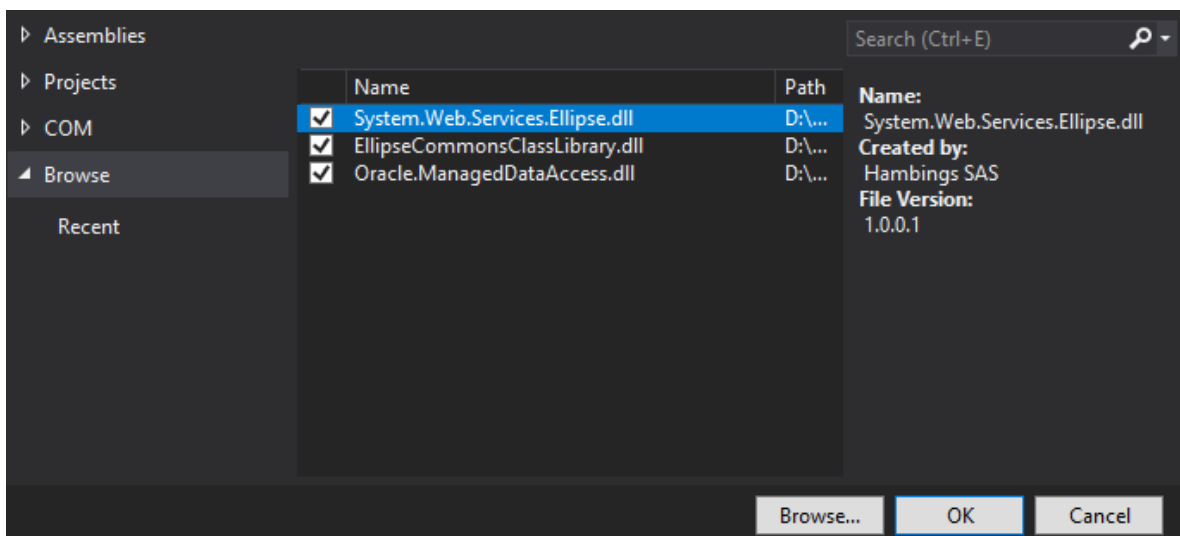 Assemblies
Projects
COM
Browse
Recent
Name Path
System.Web.Services.Ellipse.dll D:\...
EllipseCommonsClassLibrary.dll D:\...
Oracle.ManagedDataAccess.dll D:\...
Search (Ctrl+E)
Name:
System.Web.Services.Ellipse.dll
Created by:
Hambings SAS
File Version:
1.0.0.1
Browse... OK Cancel